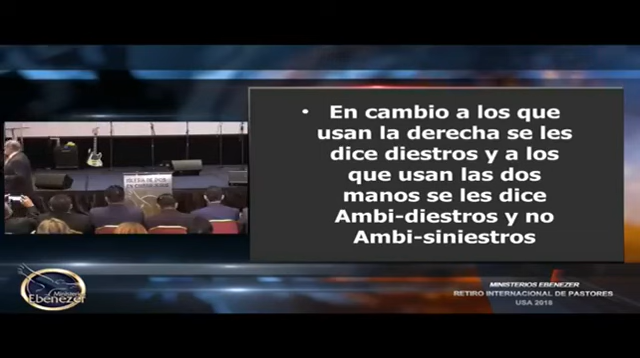 • En cambio a los que
usan la derecha se les
dice diestros y a los
que usan las dos
manos se les dice
Ambi-diestros y no
Ambi-siniestros
Ministerios
Ebenezer
MINISTERIOS EBENEZER
RETIRO INTERNACIONAL DE PASTORES
USA 2018